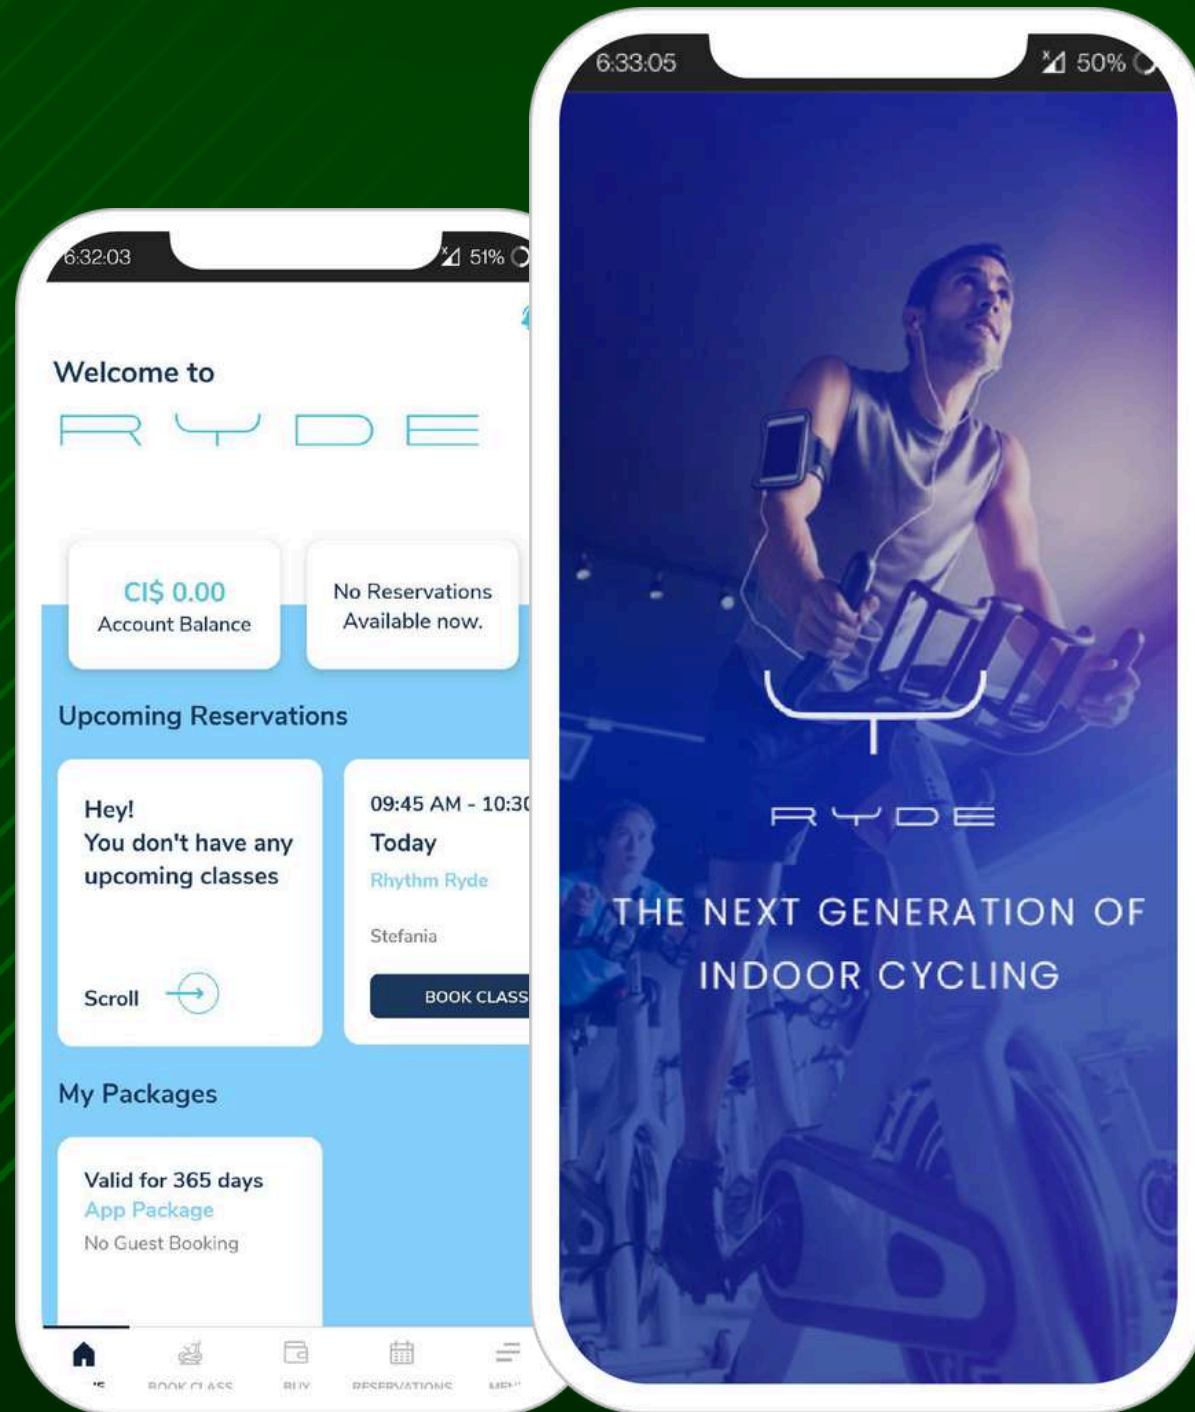 6:32:03
51%
Welcome to
RYDE
CI$ 0.00
Account Balance
No Reservations
Available now.
Upcoming Reservations
Hey!
You don't have any
upcoming classes
Scroll
09:45 AM - 10:30
Today
Rhythm Ryde
Stefania
BOOK CLASS
My Packages
Valid for 365 days
App Package
No Guest Booking
BOOK CLASS
BUY
RESERVATIONS
6:33:05
50%
RYDE
THE NEXT GENERATION OF
INDOOR CYCLING